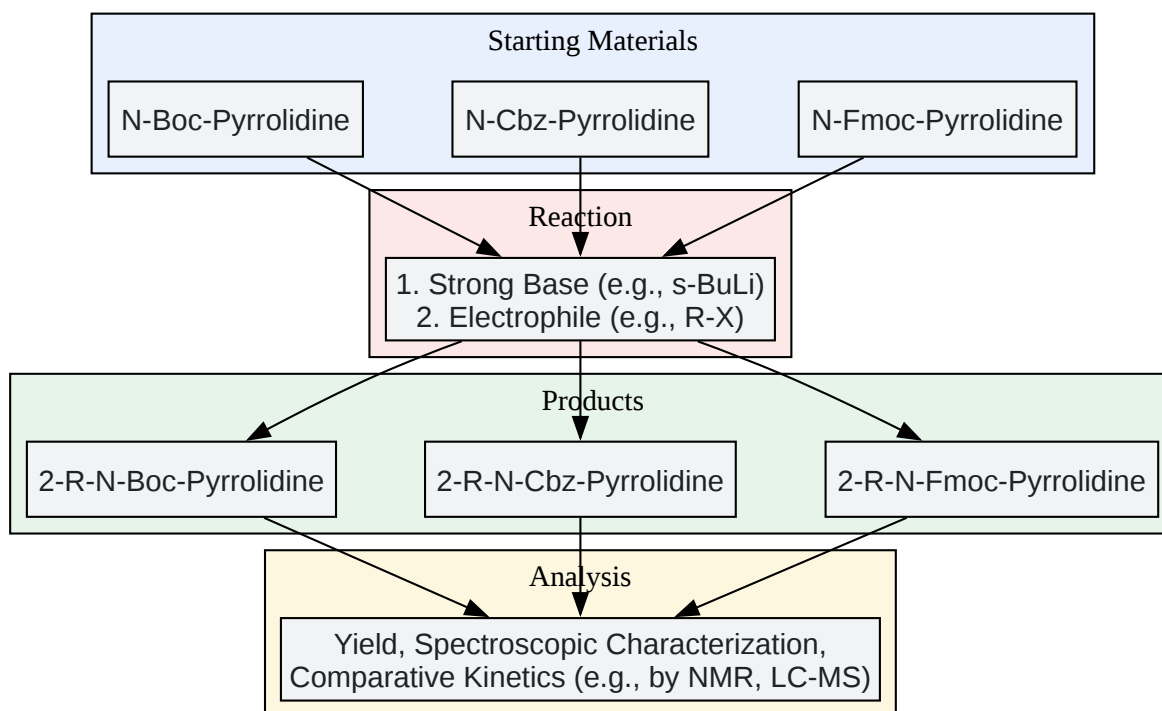 Starting Materials
N-Boc-Pyrrolidine
N-Cbz-Pyrrolidine
N-Fmoc-Pyrrolidine
Reaction
1. Strong Base (e.g., s-BuLi)
2. Electrophile (e.g., R-X)
Products
2-R-N-Boc-Pyrrolidine
2-R-N-Cbz-Pyrrolidine
2-R-N-Fmoc-Pyrrolidine
Analysis
Yield, Spectroscopic Characterization,
Comparative Kinetics (e.g., by NMR, LC-MS)